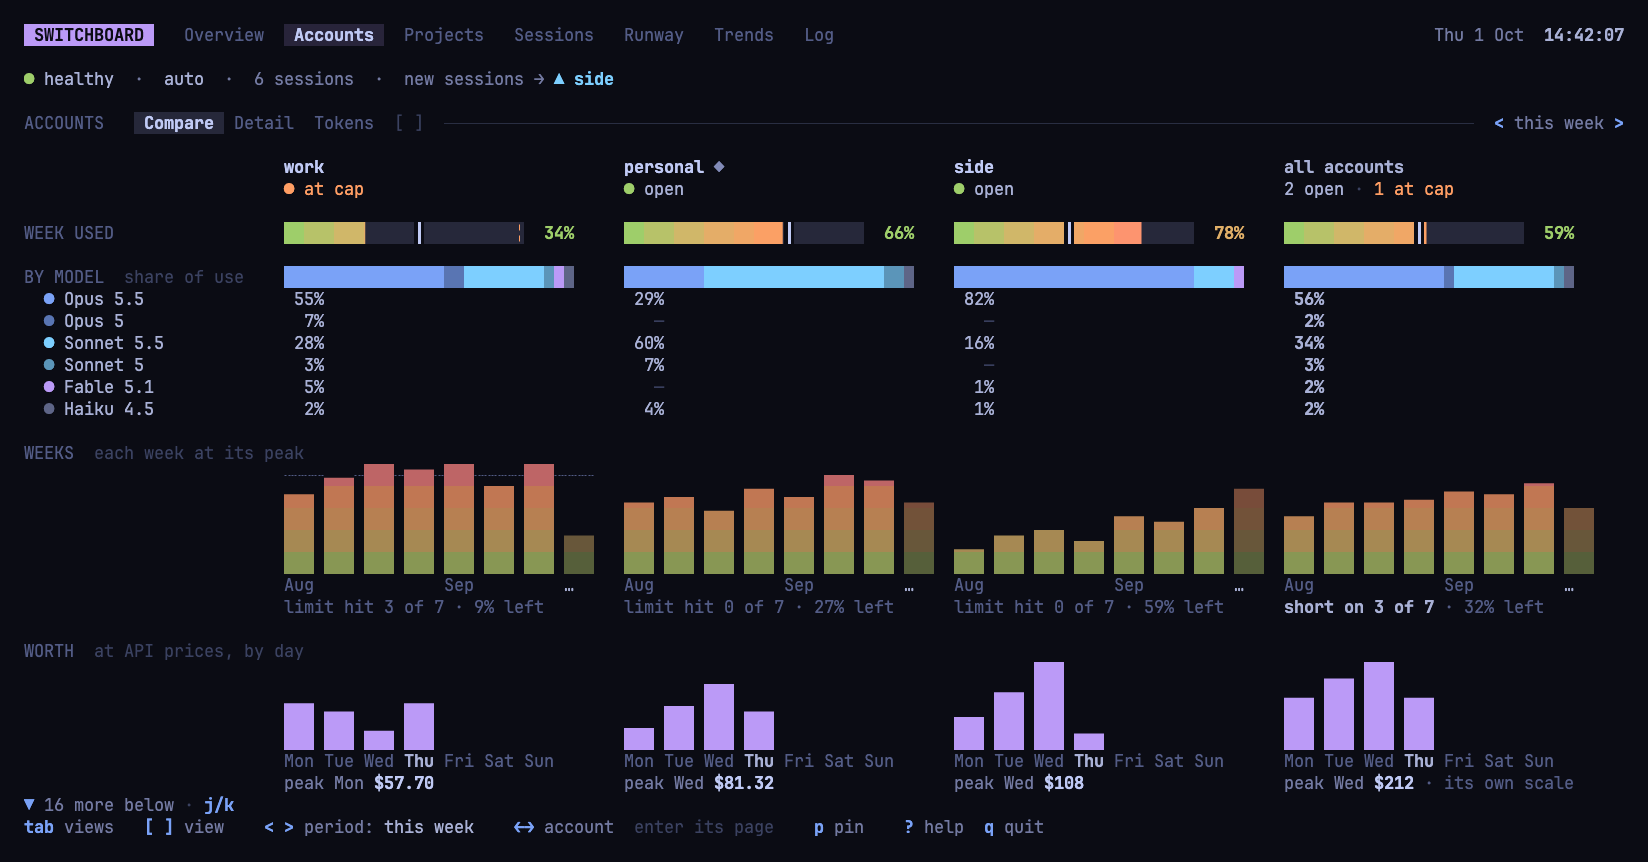 SWITCHBOARD Overview Accounts Projects Sessions Runway Trends Log Thu 1 Oct 14:42:07
● healthy · auto · 6 sessions · new sessions → ▲ side
ACCOUNTS Compare Detail Tokens [ ] < this week >
work personal ◆ side all accounts
● at cap ● open ● open 2 open · 1 at cap
WEEK USED 34% 66% 78% 59%
BY MODEL share of use
● Opus 5.5 55% 29% 82% 56%
● Opus 5 7% — — 2%
● Sonnet 5.5 28% 60% 16% 34%
● Sonnet 5 3% 7% — 3%
● Fable 5.1 5% — 1% 2%
● Haiku 4.5 2% 4% 1% 2%
WEEKS each week at its peak
Aug Sep … Aug Sep … Aug Sep … Aug Sep …
limit hit 3 of 7 · 9% left limit hit 0 of 7 · 27% left limit hit 0 of 7 · 59% left short on 3 of 7 · 32% left
WORTH at API prices, by day
Mon Tue Wed Thu Fri Sat Sun Mon Tue Wed Thu Fri Sat Sun Mon Tue Wed Thu Fri Sat Sun Mon Tue Wed Thu Fri Sat Sun
peak Mon $57.70 peak Wed $81.32 peak Wed $108 peak Wed $212 · its own scale
▼ 16 more below · j/k
tab views [ ] view < > period: this week ↔ account enter its page p pin ? help q quit